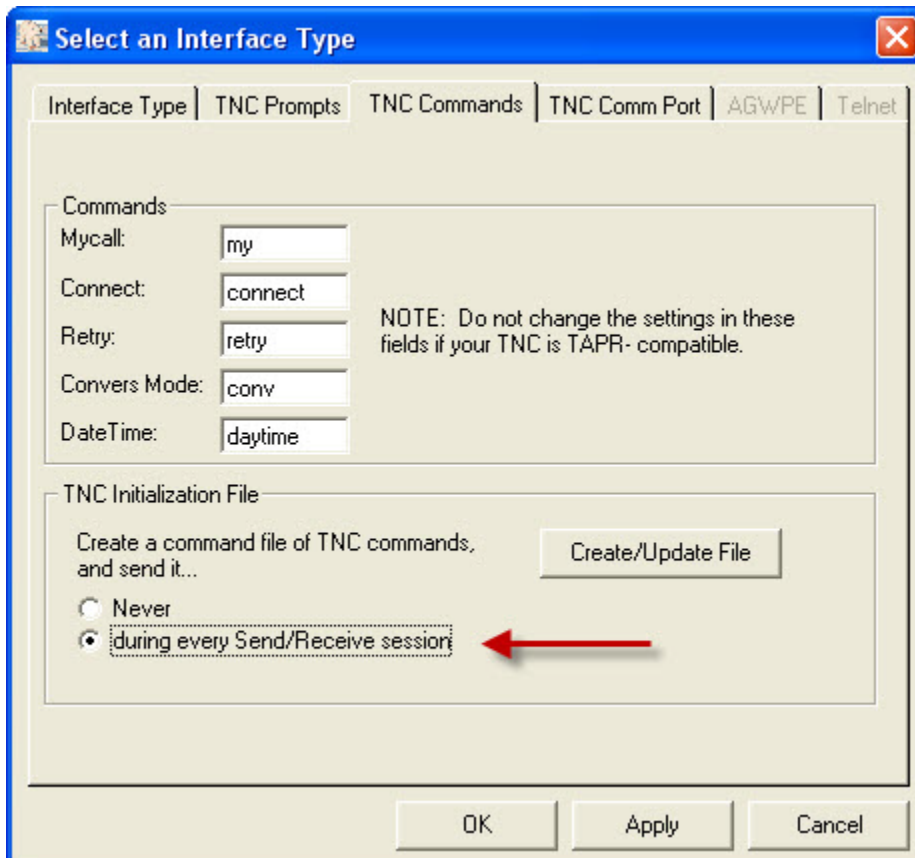 Select an Interface Type
Interface Type
TNC Prompts
TNC Commands
TNC Comm Port
AGWPE
Telnet
Commands
Mycall:
my
Connect:
connect
Retry:
retry
Convers Mode:
conv
DateTime:
daytime
NOTE: Do not change the settings in these
fields if your TNC is TAPR- compatible.
TNC Initialization File
Create a command file of TNC commands,
and send it...
Create/Update File
Never
during every Send/Receive session
OK
Apply
Cancel